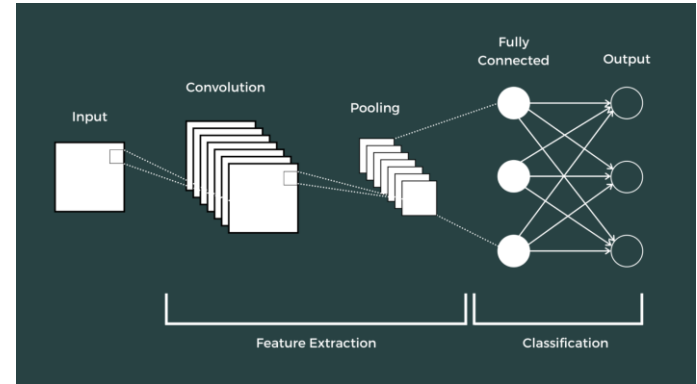 Input
Convolution
Pooling
Fully
Connected
Output
Feature Extraction
Classification